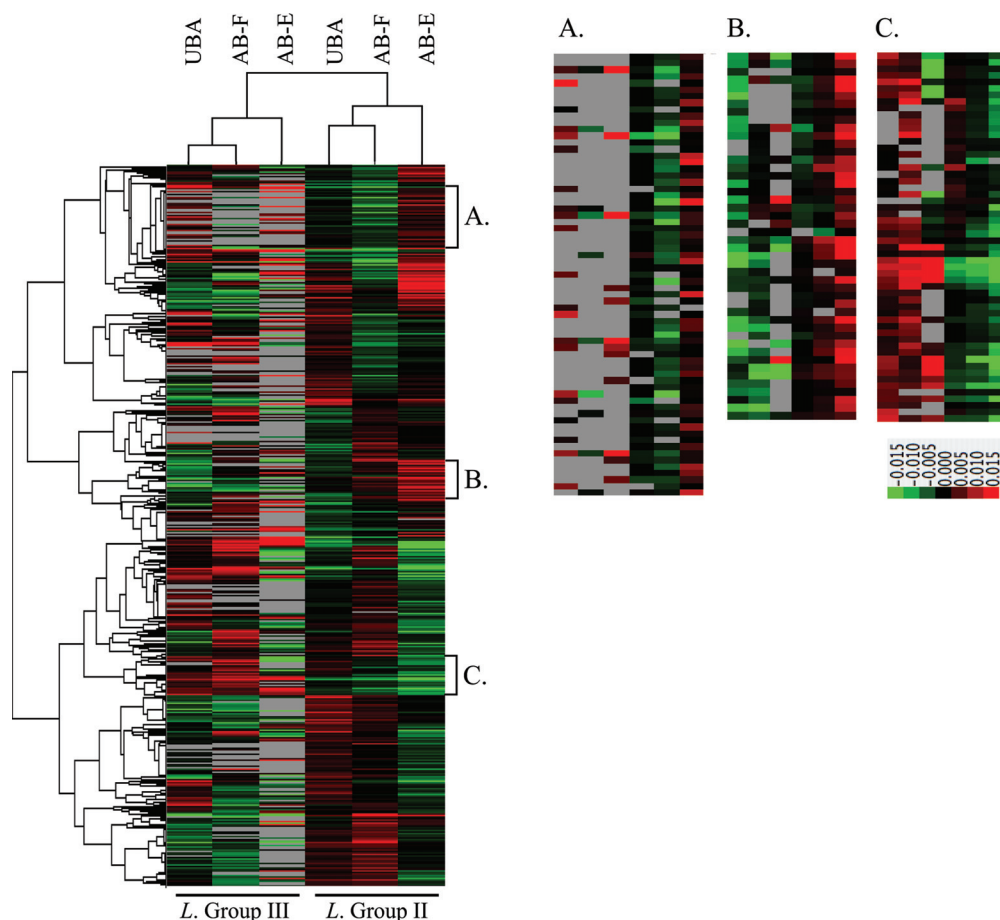 UBA
AB-F
AB-E
UBA
AB-F
AB-E
A.
B.
C.
A.
B.
C.
-0.015
-0.010
-0.005
0.000
0.005
0.010
0.015
L. Group III
L. Group II